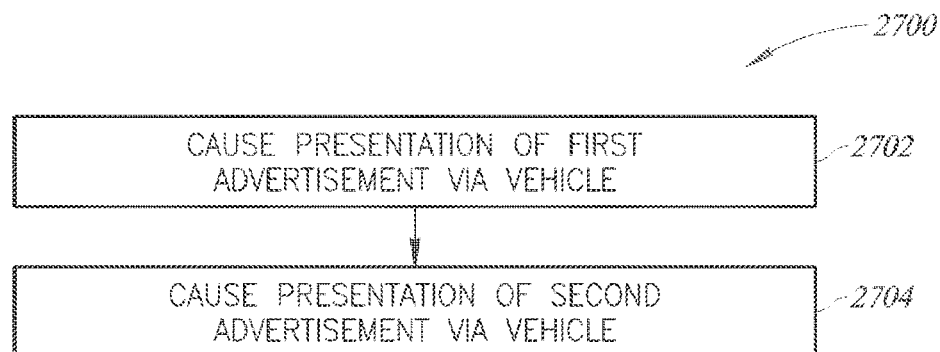 2700
CAUSE PRESENTATION OF FIRST
ADVERTISEMENT VIA VEHICLE
2702
CAUSE PRESENTATION OF SECOND
ADVERTISEMENT VIA VEHICLE
2704